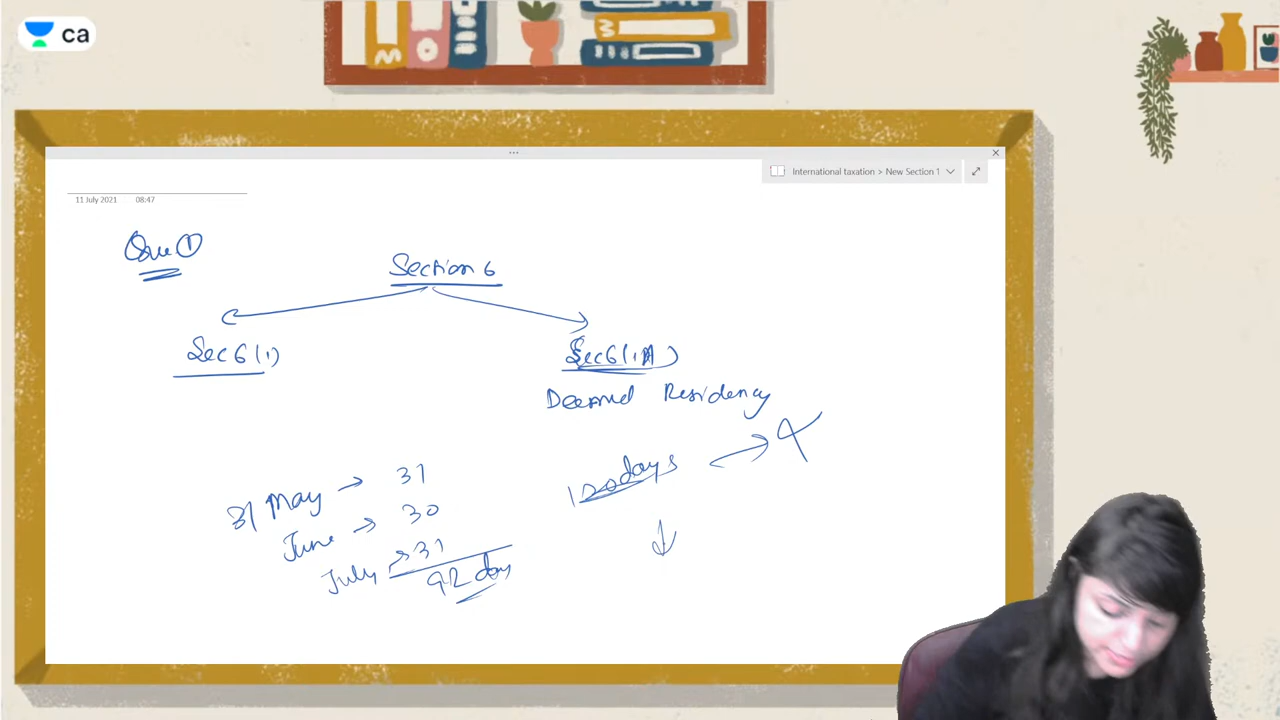 ca
International taxation > New Section 1
11 July 2021 08:47
Que 1
Section 6
Sec 6(1)
Sec 6(1A)
Deemed Residency
120 days
31 May → 31
June → 30
July → 31
92 days